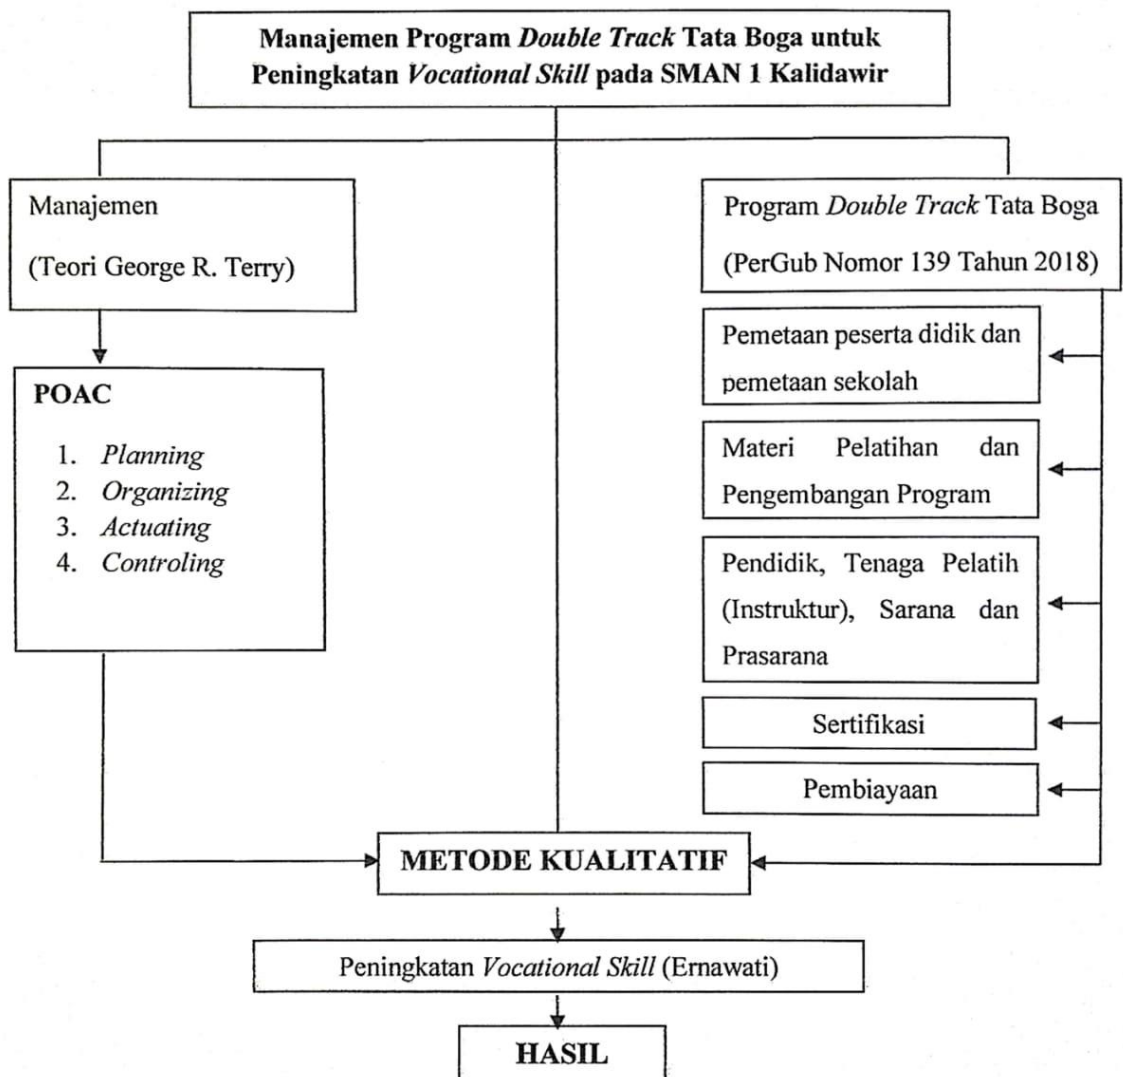 Manajemen Program Double Track Tata Boga untuk
Peningkatan Vocational Skill pada SMAN 1 Kalidawir
Manajemen
(Teori George R. Terry)
POAC
1. Planning
2. Organizing
3. Actuating
4. Controling
Program Double Track Tata Boga
(PerGub Nomor 139 Tahun 2018)
Pemetaan peserta didik dan
pemetaan sekolah
Materi Pelatihan dan
Pengembangan Program
Pendidik, Tenaga Pelatih
(Instruktur), Sarana dan
Prasarana
Sertifikasi
Pembiayaan
METODE KUALITATIF
Peningkatan Vocational Skill (Ernawati)
HASIL